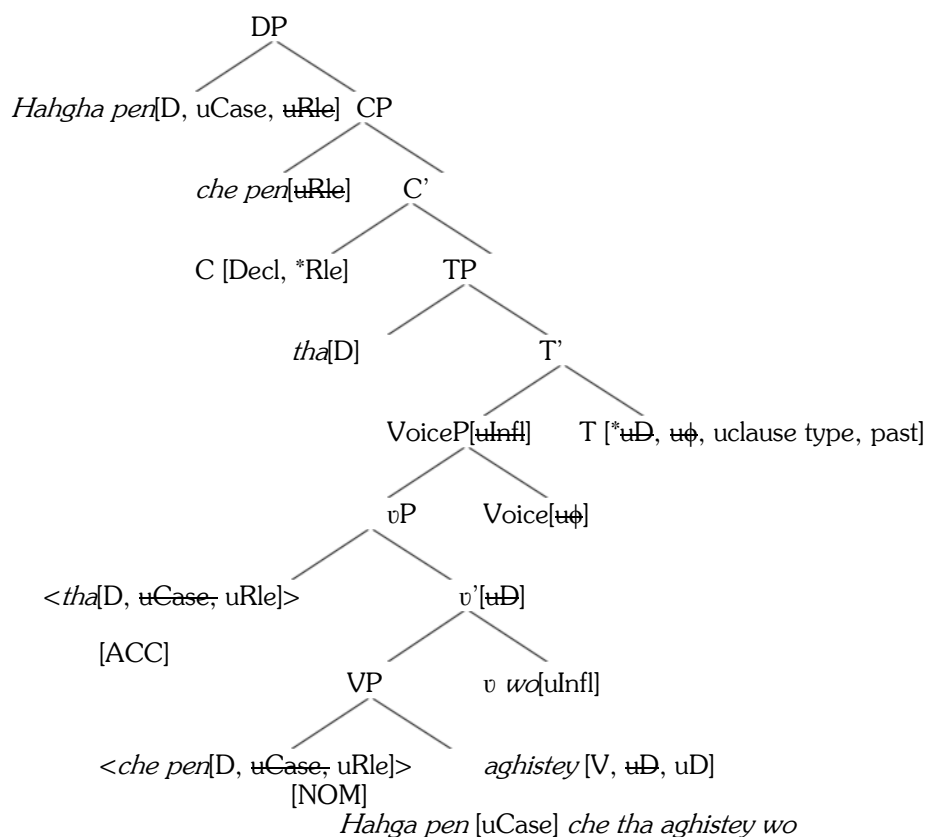 DP
Hahgha pen[D, uCase, uRle] CP
che pen[uRle] C'
C [Decl, *Rle] TP
tha[D] T'
VoiceP[uInfl] T [*uD, uϕ, uclause type, past]
vP Voice[uϕ]
<tha[D, uCase, uRle]> v'[uD]
[ACC]
VP v wo[uInfl]
<che pen[D, uCase, uRle]> aghistey [V, uD, uD]
[NOM]
Hahga pen [uCase] che tha aghistey wo